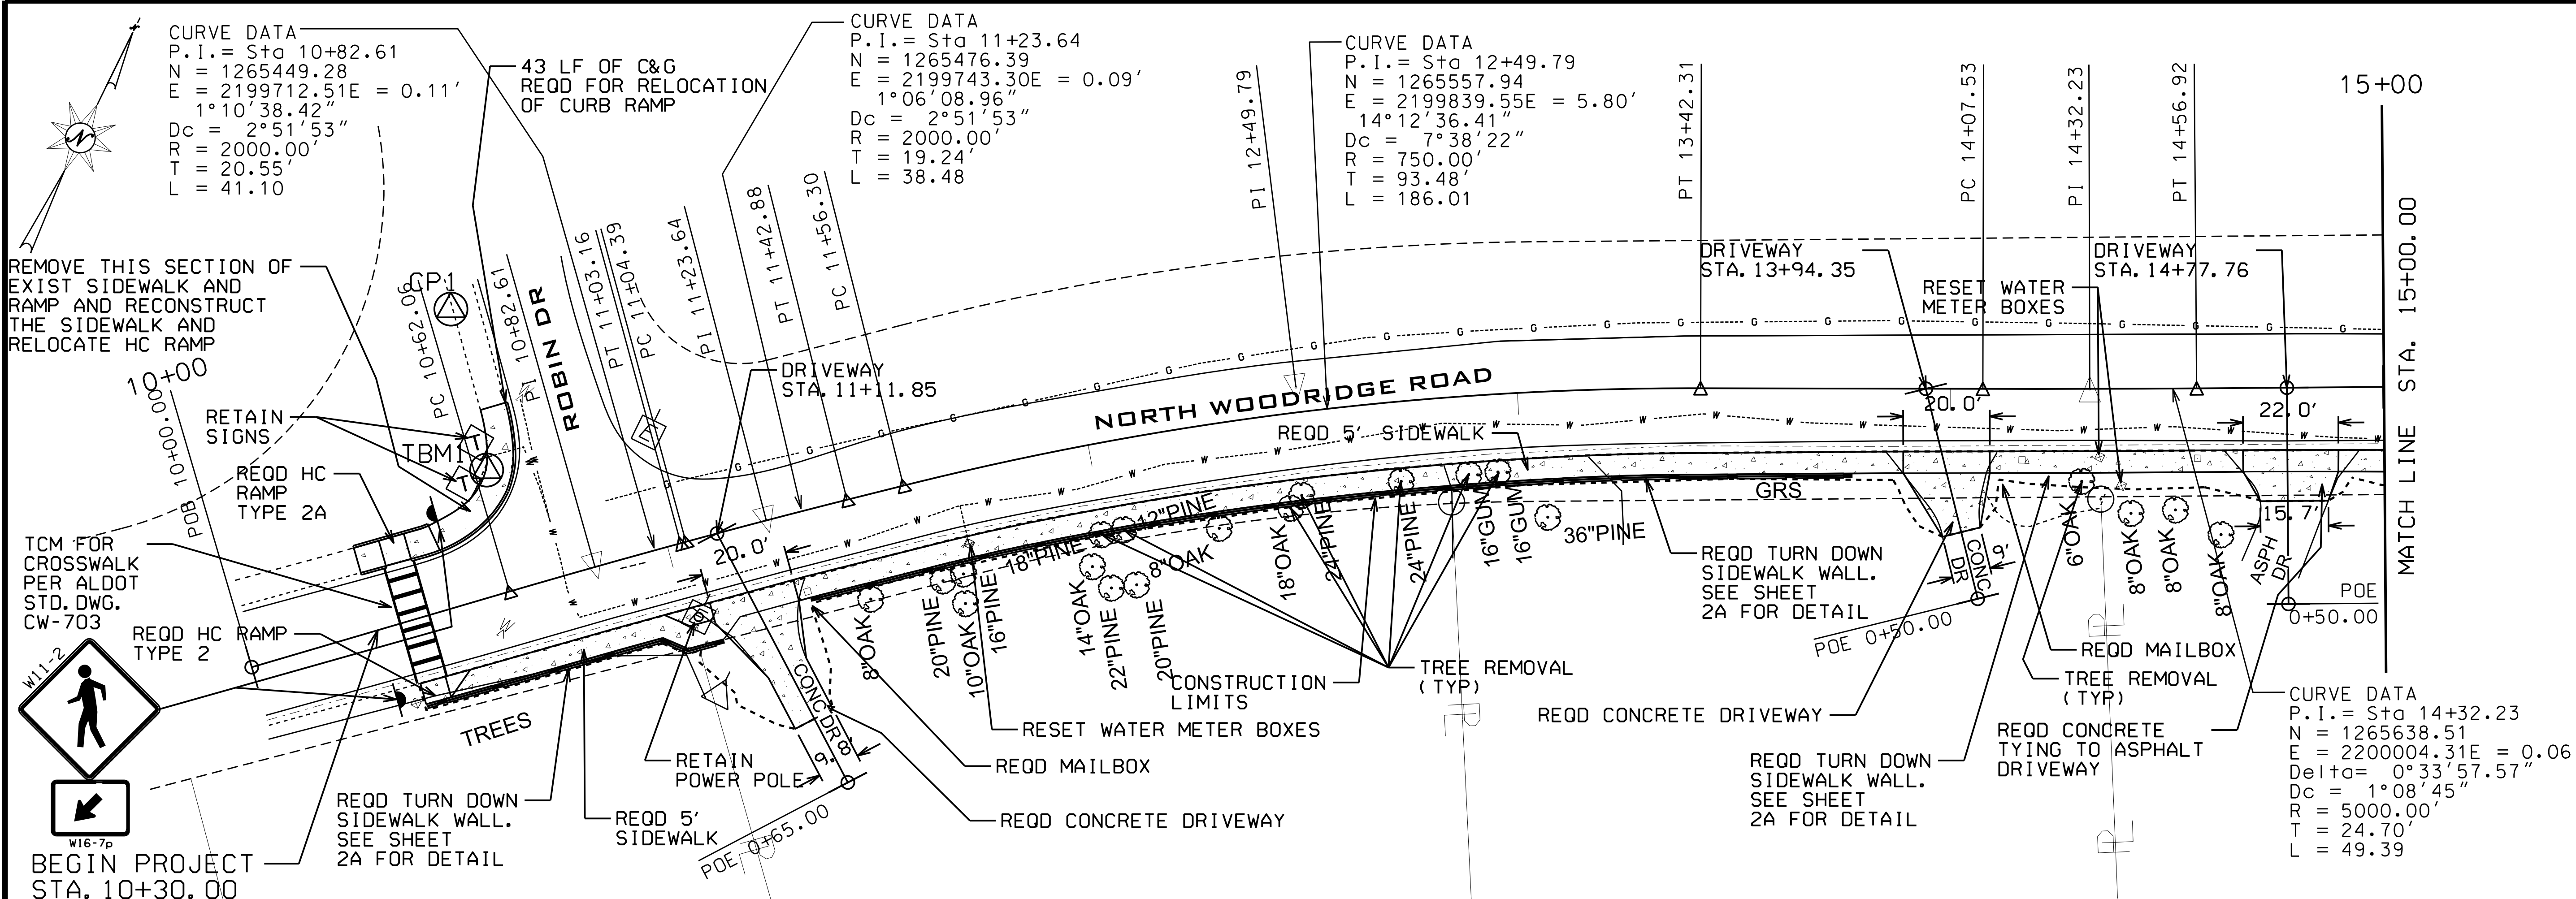 CURVE DATA
P.I.= Sta 10+82.61
N = 1265449.28
E = 2199712.51E = 0.11'
1°10'38.42"
Dc = 2°51'53"
R = 2000.00'
T = 20.55'
L = 41.10
43 LF OF C&G
REQD FOR RELOCATION
OF CURB RAMP
CURVE DATA
P.I.= Sta 11+23.64
N = 1265476.39
E = 2199743.30E = 0.09'
1°06'08.96"
Dc = 2°51'53"
R = 2000.00'
T = 19.24'
L = 38.48
CURVE DATA
P.I.= Sta 12+49.79
N = 1265557.94
E = 2199839.55E = 5.80'
14°12'36.41"
Dc = 7°38'22"
R = 750.00'
T = 93.48'
L = 186.01
N
REMOVE THIS SECTION OF
EXIST SIDEWALK AND
RAMP AND RECONSTRUCT
THE SIDEWALK AND
RELOCATE HC RAMP
10+00
POB 10+00.00
CP1
PC 10+62.06
PI 10+82.61
ROBIN DR
PT 11+03.16
PC 11+04.39
PI 11+23.64
PT 11+42.88
PC 11+56.30
PI 12+49.79
PT 13+42.31
PC 14+07.53
PI 14+32.23
PT 14+56.92
15+00
MATCH LINE STA. 15+00.00
DRIVEWAY
STA.11+11.85
DRIVEWAY
STA.13+94.35
RESET WATER
METER BOXES
DRIVEWAY
STA.14+77.76
NORTH WOODRIDGE ROAD
REQD 5' SIDEWALK
RETAIN
SIGNS
TBM1
T
T
REQD HC
RAMP
TYPE 2A
TCM FOR
CROSSWALK
PER ALDOT
STD.DWG.
CW-703
REQD HC RAMP
TYPE 2
W11-2
W16-7p
BEGIN PROJECT
STA.10+30.00
TREES
REQD TURN DOWN
SIDEWALK WALL.
SEE SHEET
2A FOR DETAIL
REQD 5'
SIDEWALK
RETAIN
POWER POLE
20.0'
CONC DR
9'
8'
POE 0+65.00
8"OAK
20"PINE
10"OAK
16"PINE
18"PINE
12"PINE
14"OAK
22"PINE
20"PINE
8"OAK
18"OAK
24"PINE
24"PINE
16"GUM
16"GUM
36"PINE
GRS
RESET WATER METER BOXES
REQD MAILBOX
REQD CONCRETE DRIVEWAY
CONSTRUCTION
LIMITS
TREE REMOVAL
(TYP)
REQD TURN DOWN
SIDEWALK WALL.
SEE SHEET
2A FOR DETAIL
20.0'
CONC
DR
9'
POE 0+50.00
REQD CONCRETE DRIVEWAY
REQD TURN DOWN
SIDEWALK WALL.
SEE SHEET
2A FOR DETAIL
6"OAK
8"OAK
8"OAK
8"OAK
REQD MAILBOX
TREE REMOVAL
(TYP)
REQD CONCRETE
TYING TO ASPHALT
DRIVEWAY
22.0'
15.7'
ASPH
DR
POE
0+50.00
CURVE DATA
P.I.= Sta 14+32.23
N = 1265638.51
E = 2200004.31E = 0.06
Delta= 0°33'57.57"
Dc = 1°08'45"
R = 5000.00'
T = 24.70'
L = 49.39